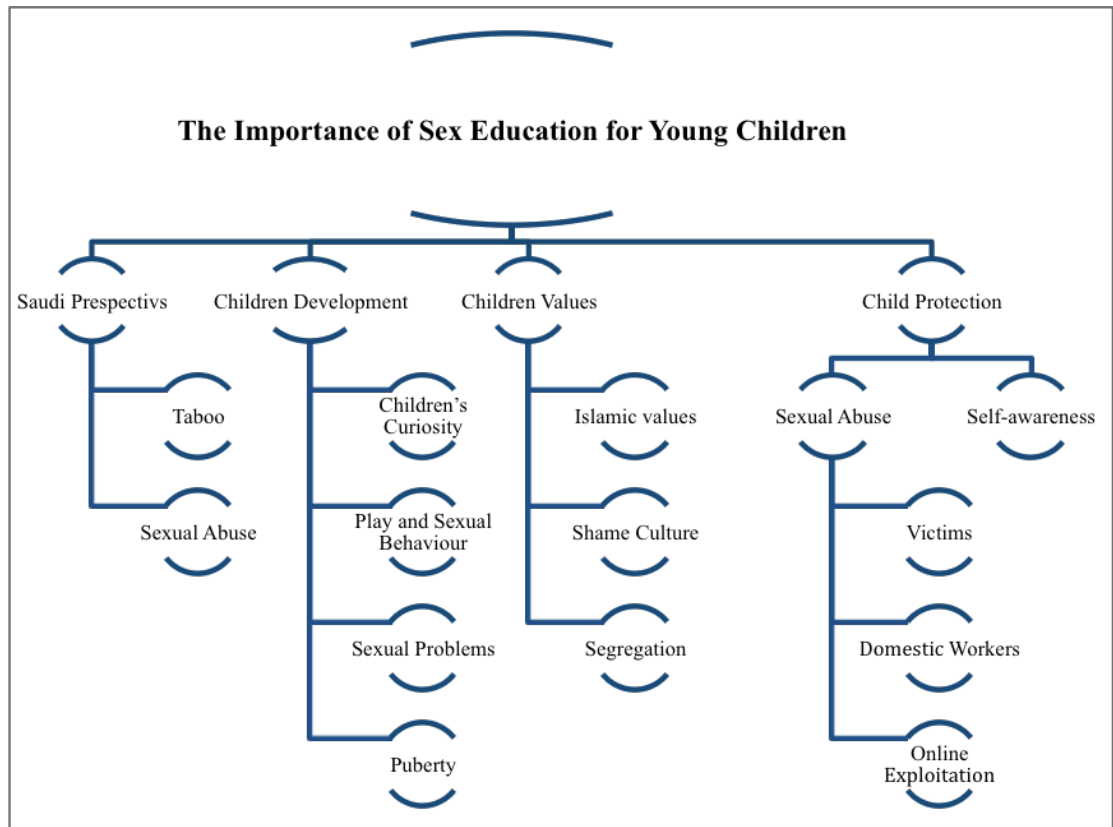 The Importance of Sex Education for Young Children
Saudi Prespectivs
Children Development
Children Values
Child Protection
Taboo
Children's
Curiosity
Islamic values
Sexual Abuse
Self-awareness
Sexual Abuse
Play and Sexual
Behaviour
Shame Culture
Victims
Sexual Problems
Segregation
Domestic Workers
Puberty
Online
Exploitation